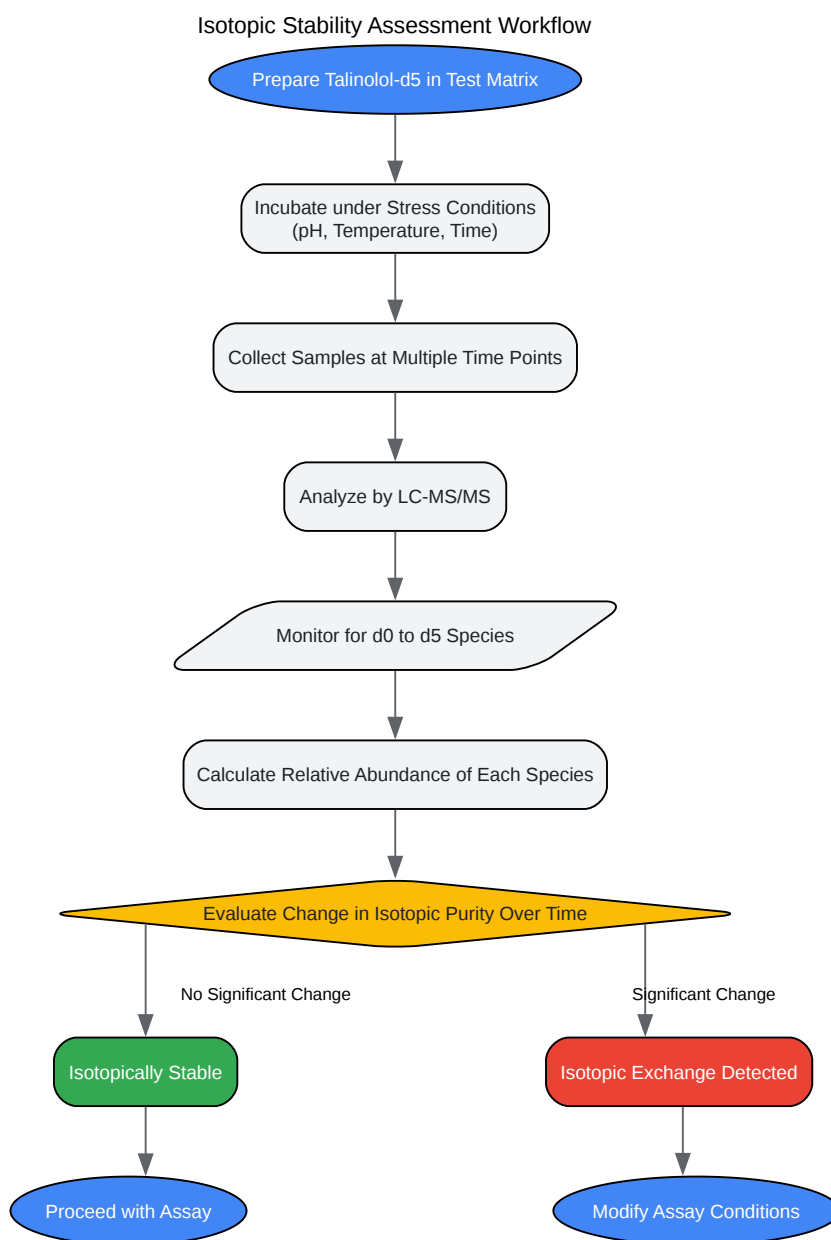 Isotopic Stability Assessment Workflow
Prepare Talinolol-d5 in Test Matrix
Incubate under Stress Conditions
(pH, Temperature, Time)
Collect Samples at Multiple Time Points
Analyze by LC-MS/MS
Monitor for d0 to d5 Species
Calculate Relative Abundance of Each Species
Evaluate Change in Isotopic Purity Over Time
No Significant Change
Significant Change
Isotopically Stable
Isotopic Exchange Detected
Proceed with Assay
Modify Assay Conditions